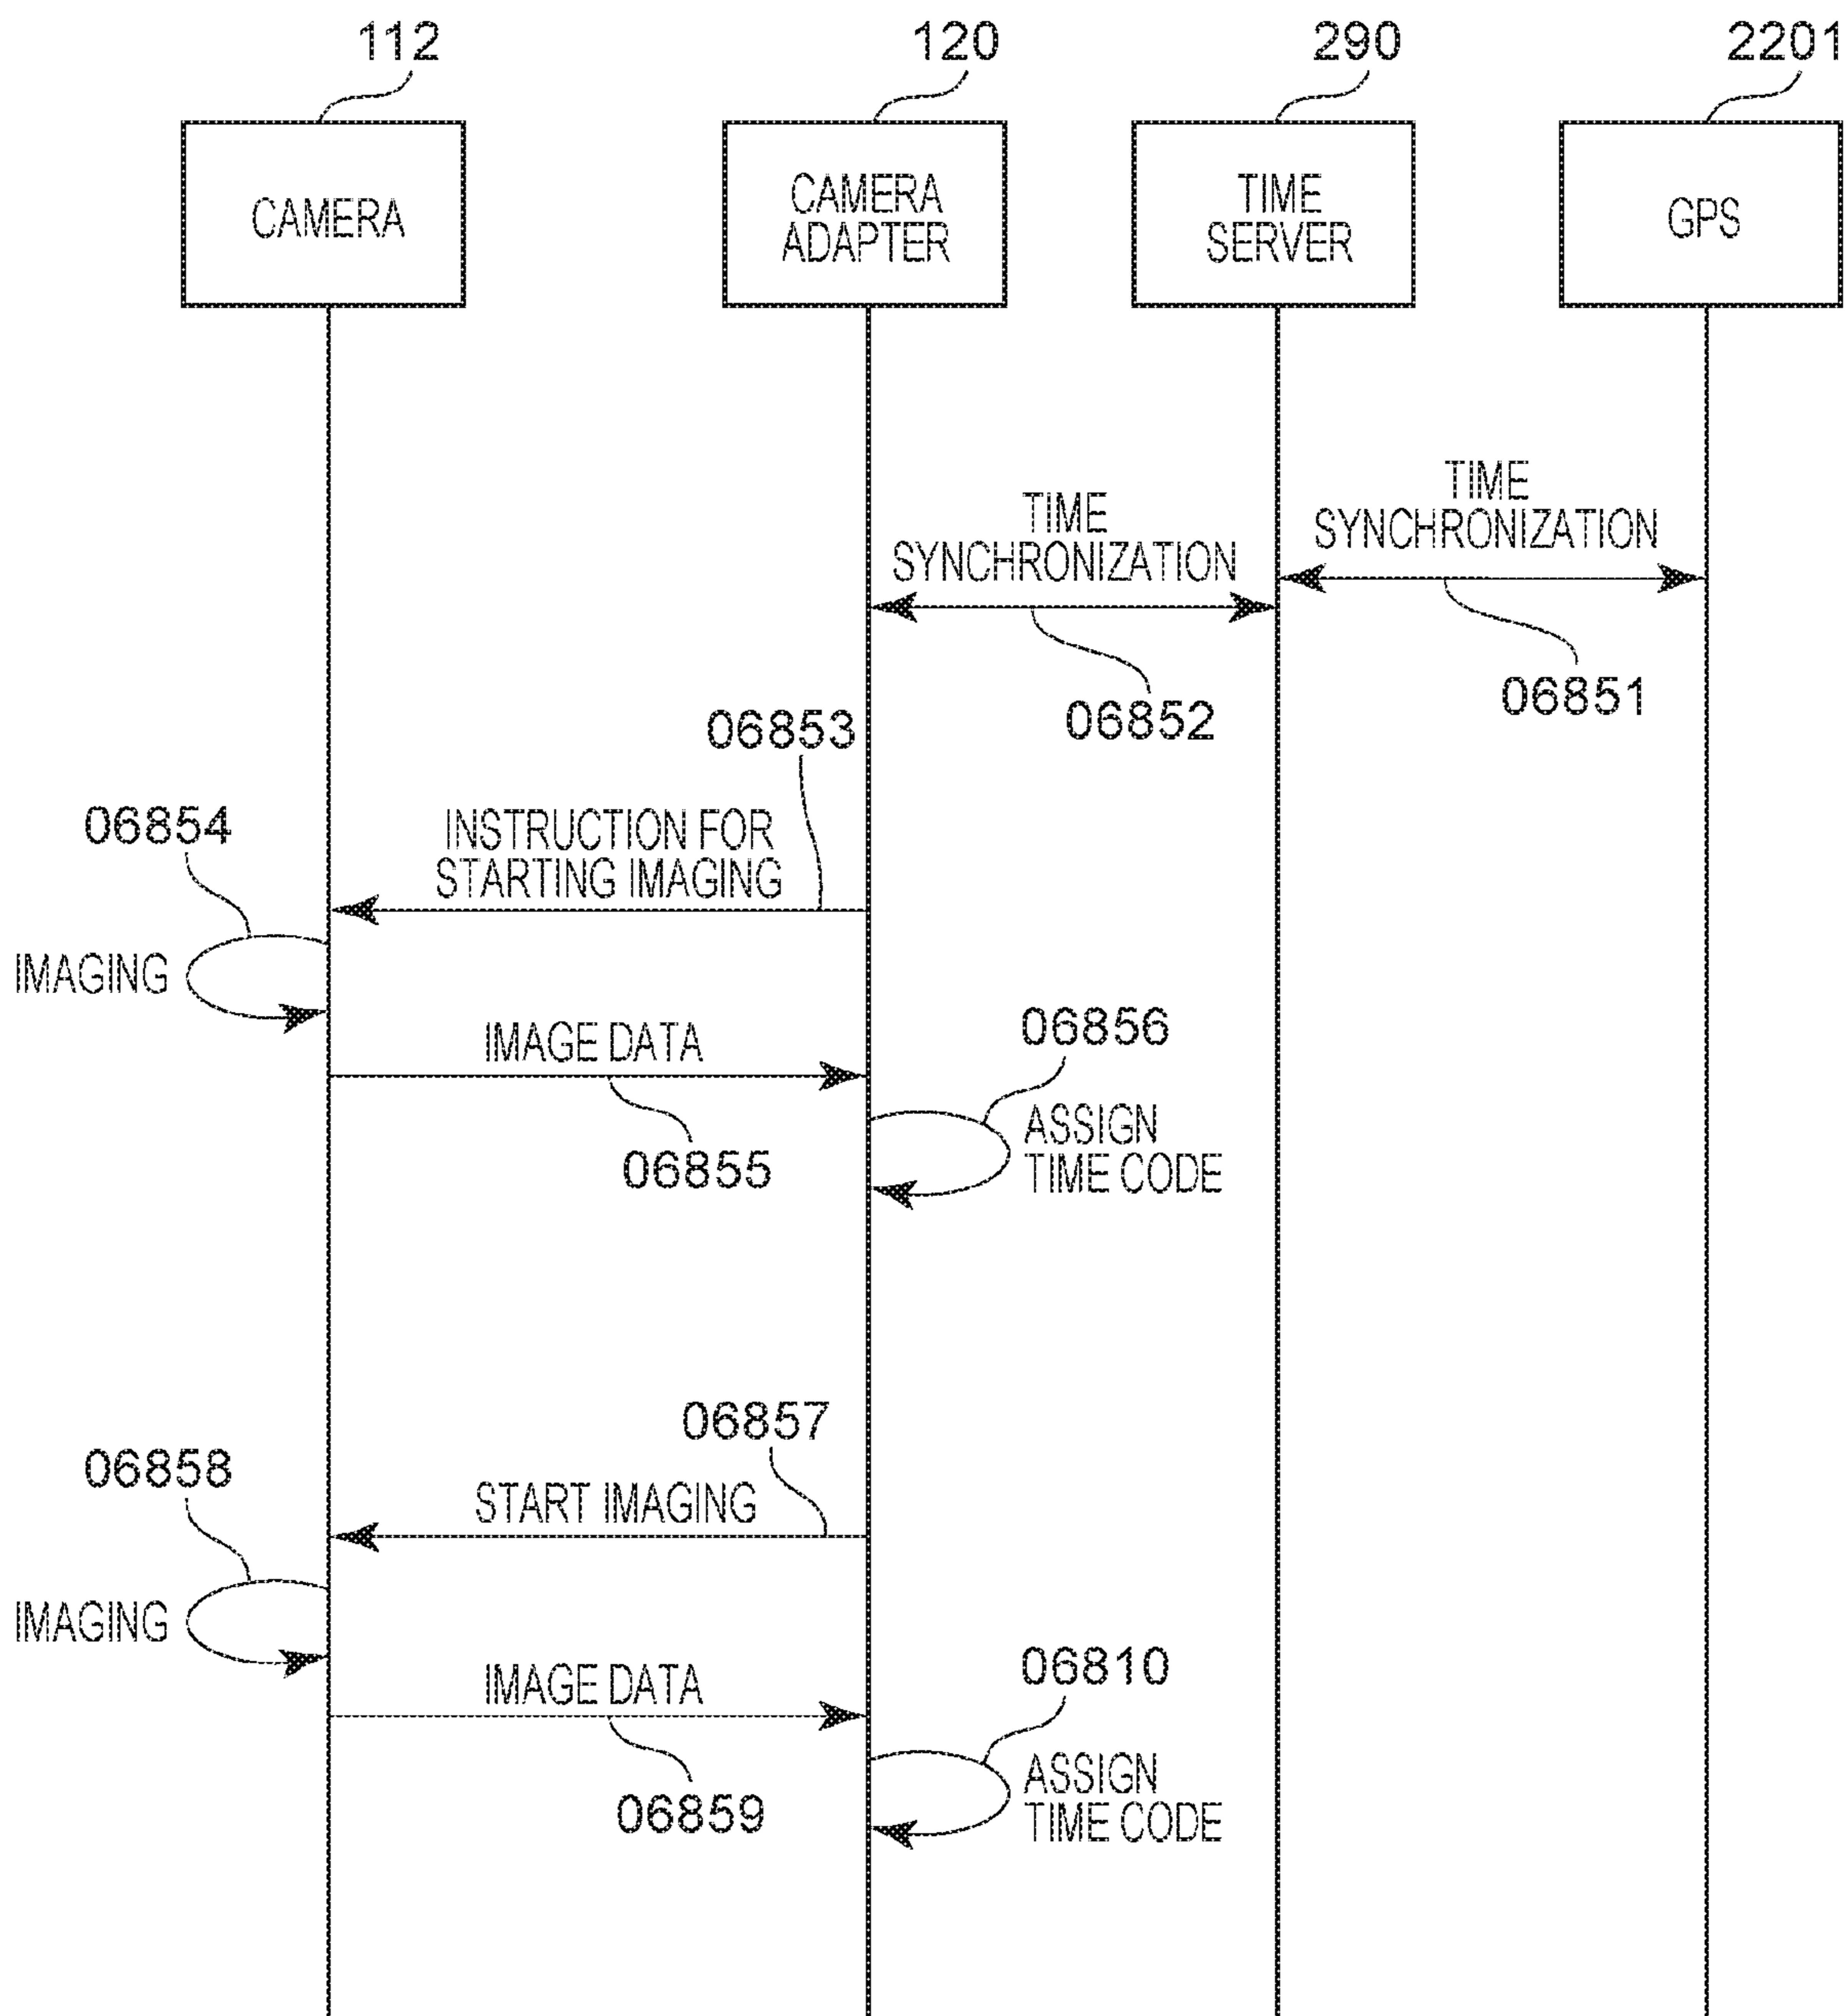 112
120
290
2201
CAMERA
CAMERA
ADAPTER
TIME
SERVER
GPS
TIME
SYNCHRONIZATION
TIME
SYNCHRONIZATION
06851
06852
06853
INSTRUCTION FOR
STARTING IMAGING
06854
IMAGING
IMAGE DATA
06855
06856
ASSIGN
TIME CODE
06857
START IMAGING
06858
IMAGING
IMAGE DATA
06859
06810
ASSIGN
TIME CODE